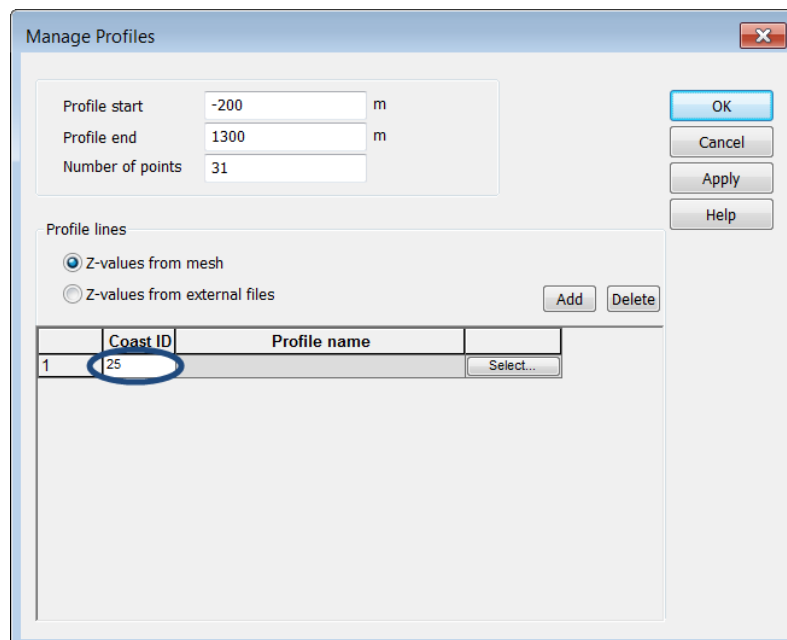 Manage Profiles
Profile start -200 m
Profile end 1300 m
Number of points 31
OK
Cancel
Apply
Help
Profile lines
Z-values from mesh
Z-values from external files
Add Delete
Coast ID Profile name
1 25 Select...